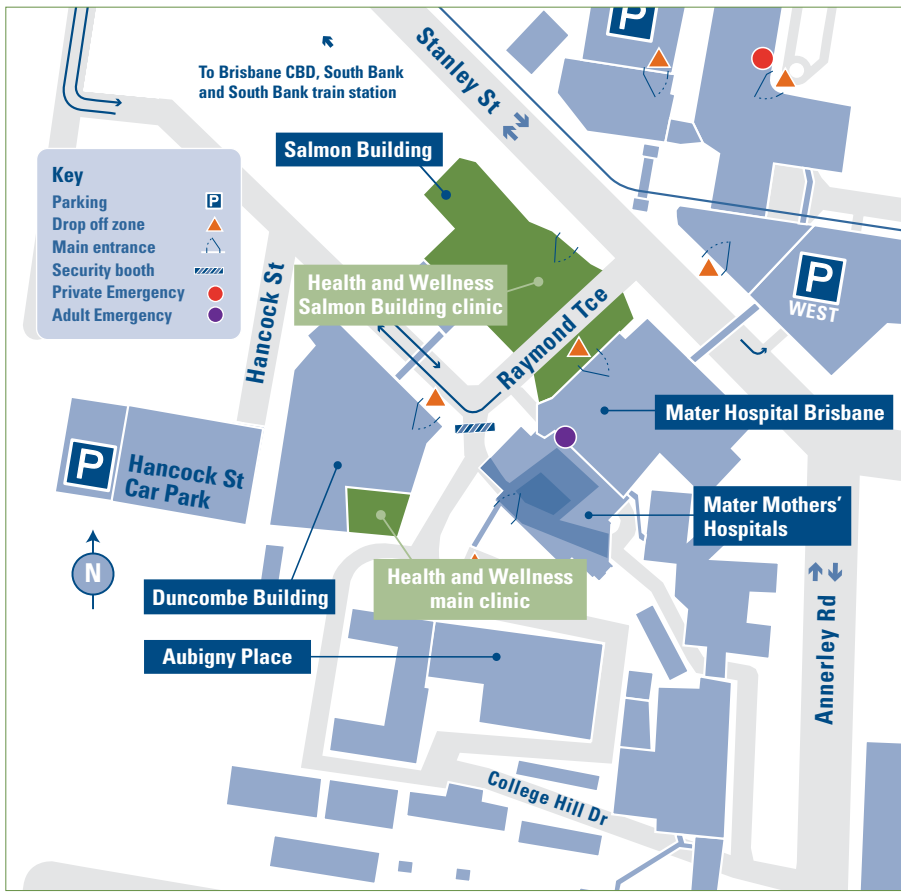 To Brisbane CBD, South Bank
and South Bank train station
Stanley St
P
Salmon Building
Key
Parking
P
Drop off zone
Main entrance
Security booth
Private Emergency
Adult Emergency
Hancock St
Health and Wellness
Salmon Building clinic
Raymond Tce
P
WEST
Mater Hospital Brisbane
P
Hancock St
Car Park
Mater Mothers'
Hospitals
N
Duncombe Building
Health and Wellness
main clinic
Aubigny Place
Annerley Rd
College Hill Dr